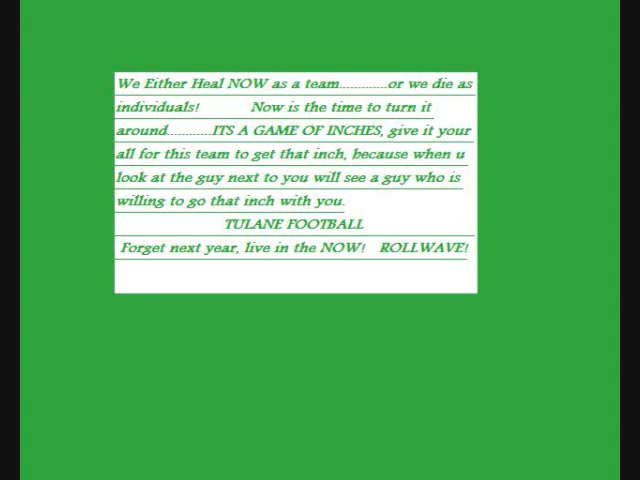 We Either Heal NOW as a team.............or we die as
individuals! Now is the time to turn it
around............ITS A GAME OF INCHES, give it your
all for this team to get that inch, because when u
look at the guy next to you will see a guy who is
willing to go that inch with you.
TULANE FOOTBALL
Forget next year, live in the NOW! ROLLWAVE!